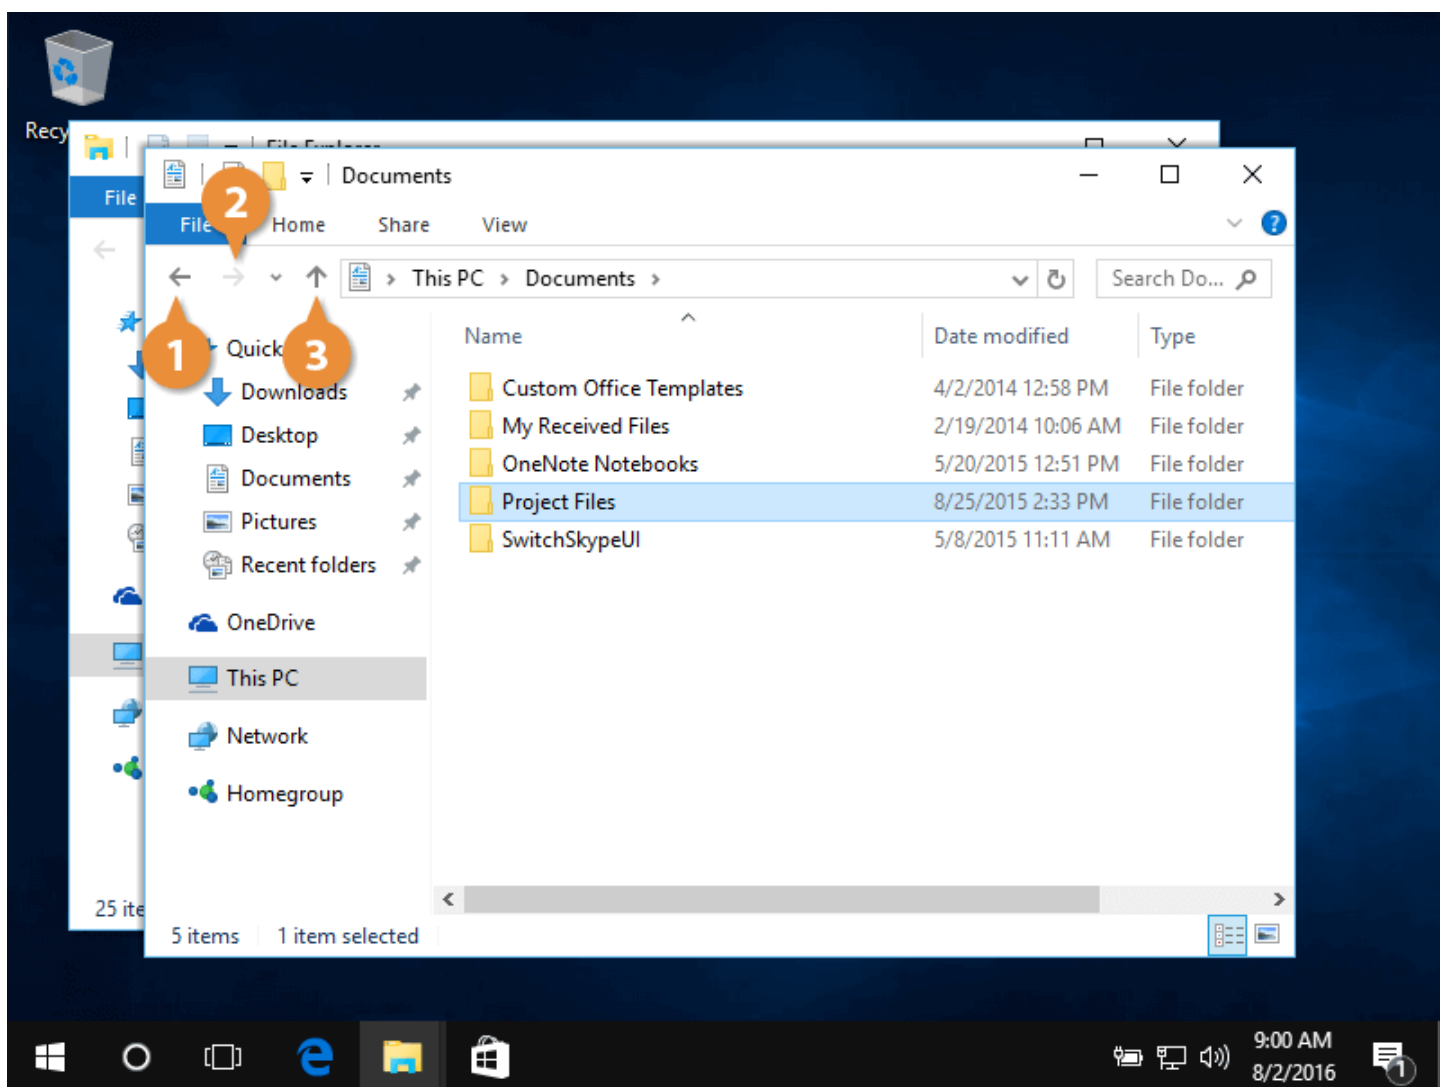 Recy
File Explorer
File
Documents
2
File Home Share View
This PC Documents
Search Do...
1
3
Quick
Name Date modified Type
Downloads
Desktop
Documents
Pictures
Recent folders
OneDrive
This PC
Network
Homegroup
Custom Office Templates 4/2/2014 12:58 PM File folder
My Received Files 2/19/2014 10:06 AM File folder
OneNote Notebooks 5/20/2015 12:51 PM File folder
Project Files 8/25/2015 2:33 PM File folder
SwitchSkypeUI 5/8/2015 11:11 AM File folder
25 ite
5 items 1 item selected
9:00 AM
8/2/2016
1